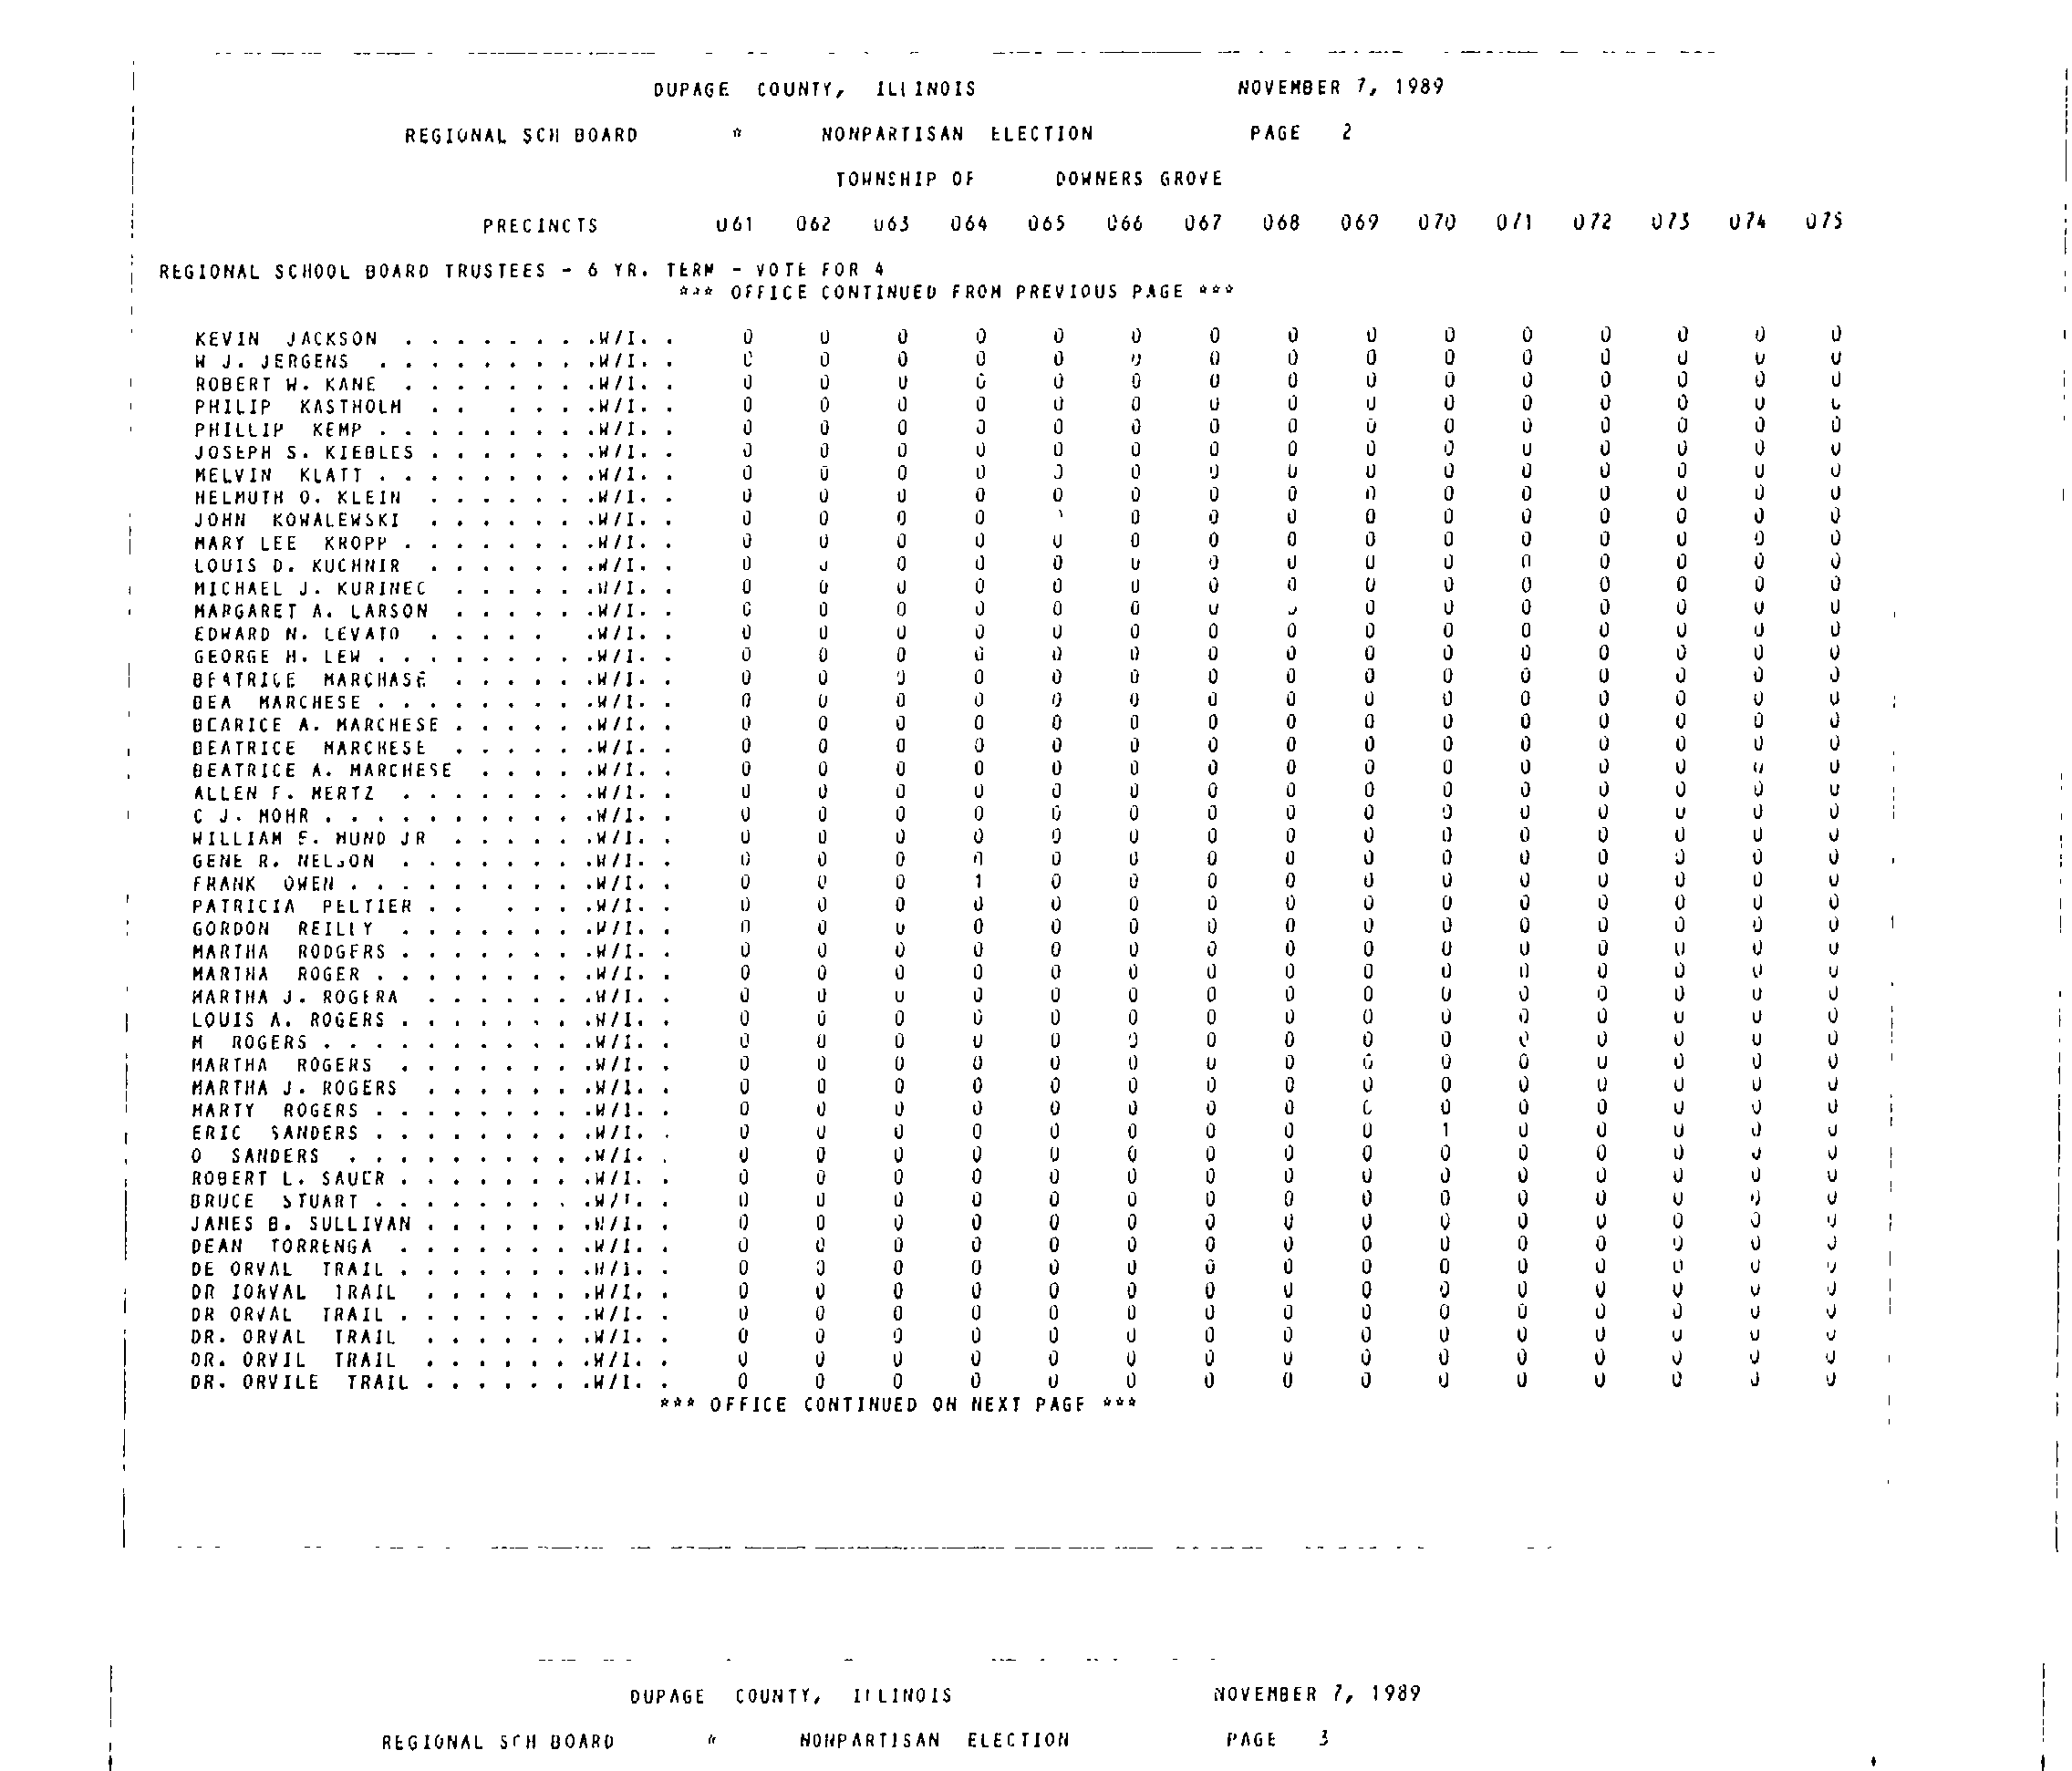 DUPAGE COUNTY, ILLINOIS NOVEMBER 7, 1989
REGIONAL SCH BOARD * NONPARTISAN ELECTION PAGE 2
TOWNSHIP OF DOWNERS GROVE
PRECINCTS 061 062 063 064 065 066 067 068 069 070 071 072 073 074 075
REGIONAL SCHOOL BOARD TRUSTEES - 6 YR. TERM - VOTE FOR 4
*** OFFICE CONTINUED FROM PREVIOUS PAGE ***
KEVIN JACKSON . . . . . . . .W/I. . 0 0 0 0 0 0 0 0 0 0 0 0 0 0 0
W J. JERGENS . . . . . . . . .W/I. . 0 0 0 0 0 0 0 0 0 0 0 0 0 0 0
ROBERT W. KANE . . . . . . . .W/I. . 0 0 0 0 0 0 0 0 0 0 0 0 0 0 0
PHILIP KASTHOLM . . . . . .W/I. . 0 0 0 0 0 0 0 0 0 0 0 0 0 0 0
PHILLIP KEMP . . . . . . . . .W/I. . 0 0 0 0 0 0 0 0 0 0 0 0 0 0 0
JOSEPH S. KIEBLES . . . . . . .W/I. . 0 0 0 0 0 0 0 0 0 0 0 0 0 0 0
MELVIN KLATT . . . . . . . . .W/I. . 0 0 0 0 0 0 0 0 0 0 0 0 0 0 0
HELMUTH O. KLEIN . . . . . . .W/I. . 0 0 0 0 0 0 0 0 0 0 0 0 0 0 0
JOHN KOWALEWSKI . . . . . . .W/I. . 0 0 0 0 0 0 0 0 0 0 0 0 0 0
MARY LEE KROPP . . . . . . . .W/I. . 0 0 0 0 0 0 0 0 0 0 0 0 0 0 0
LOUIS D. KUCHNIR . . . . . . .W/I. . 0 0 0 0 0 0 0 0 0 0 0 0 0 0 0
MICHAEL J. KURINEC . . . . . .W/I. . 0 0 0 0 0 0 0 0 0 0 0 0 0 0 0
MARGARET A. LARSON . . . . . .W/I. . 0 0 0 0 0 0 0 0 0 0 0 0 0 0 0
EDWARD N. LEVATO . . . . . .W/I. . 0 0 0 0 0 0 0 0 0 0 0 0 0 0 0
GEORGE H. LEW . . . . . . . . .W/I. . 0 0 0 0 0 0 0 0 0 0 0 0 0 0 0
BEATRICE MARCHASE . . . . . .W/I. . 0 0 0 0 0 0 0 0 0 0 0 0 0 0 0
BEA MARCHESE . . . . . . . . .W/I. . 0 0 0 0 0 0 0 0 0 0 0 0 0 0 0
BEARICE A. MARCHESE . . . . . .W/I. . 0 0 0 0 0 0 0 0 0 0 0 0 0 0 0
BEATRICE MARCHESE . . . . . .W/I. . 0 0 0 0 0 0 0 0 0 0 0 0 0 0 0
BEATRICE A. MARCHESE . . . . .W/I. . 0 0 0 0 0 0 0 0 0 0 0 0 0 0 0
ALLEN F. MERTZ . . . . . . . .W/I. . 0 0 0 0 0 0 0 0 0 0 0 0 0 0 0
C J. MOHR . . . . . . . . . . .W/I. . 0 0 0 0 0 0 0 0 0 0 0 0 0 0 0
WILLIAM E. MUND JR . . . . . .W/I. . 0 0 0 0 0 0 0 0 0 0 0 0 0 0 0
GENE R. NELSON . . . . . . . .W/I. . 0 0 0 0 0 0 0 0 0 0 0 0 0 0 0
FRANK OWEN . . . . . . . . . .W/I. . 0 0 0 1 0 0 0 0 0 0 0 0 0 0 0
PATRICIA PELTIER . . . . . .W/I. . 0 0 0 0 0 0 0 0 0 0 0 0 0 0 0
GORDON REILLY . . . . . . . .W/I. . 0 0 0 0 0 0 0 0 0 0 0 0 0 0 0
MARTHA RODGERS . . . . . . . .W/I. . 0 0 0 0 0 0 0 0 0 0 0 0 0 0 0
MARTHA ROGER . . . . . . . . .W/I. . 0 0 0 0 0 0 0 0 0 0 0 0 0 0 0
MARTHA J. ROGERA . . . . . . .W/I. . 0 0 0 0 0 0 0 0 0 0 0 0 0 0 0
LOUIS A. ROGERS . . . . . . . .W/I. . 0 0 0 0 0 0 0 0 0 0 0 0 0 0 0
M ROGERS . . . . . . . . . . .W/I. . 0 0 0 0 0 0 0 0 0 0 0 0 0 0 0
MARTHA ROGERS . . . . . . . .W/I. . 0 0 0 0 0 0 0 0 0 0 0 0 0 0 0
MARTHA J. ROGERS . . . . . . .W/I. . 0 0 0 0 0 0 0 0 0 0 0 0 0 0 0
MARTY ROGERS . . . . . . . . .W/I. . 0 0 0 0 0 0 0 0 0 0 0 0 0 0 0
ERIC SANDERS . . . . . . . . .W/I. . 0 0 0 0 0 0 0 0 0 1 0 0 0 0 0
O SANDERS . . . . . . . . . .W/I. . 0 0 0 0 0 0 0 0 0 0 0 0 0 0 0
ROBERT L. SAUER . . . . . . . .W/I. . 0 0 0 0 0 0 0 0 0 0 0 0 0 0 0
BRUCE STUART . . . . . . . . .W/I. . 0 0 0 0 0 0 0 0 0 0 0 0 0 0 0
JAMES B. SULLIVAN . . . . . . .W/I. . 0 0 0 0 0 0 0 0 0 0 0 0 0 0 0
DEAN TORRENGA . . . . . . . .W/I. . 0 0 0 0 0 0 0 0 0 0 0 0 0 0 0
DE ORVAL TRAIL . . . . . . . .W/I. . 0 0 0 0 0 0 0 0 0 0 0 0 0 0 0
DR IORVAL TRAIL . . . . . . .W/I. . 0 0 0 0 0 0 0 0 0 0 0 0 0 0 0
DR ORVAL TRAIL . . . . . . . .W/I. . 0 0 0 0 0 0 0 0 0 0 0 0 0 0 0
DR. ORVAL TRAIL . . . . . . .W/I. . 0 0 0 0 0 0 0 0 0 0 0 0 0 0 0
DR. ORVIL TRAIL . . . . . . .W/I. . 0 0 0 0 0 0 0 0 0 0 0 0 0 0 0
DR. ORVILE TRAIL . . . . . . .W/I. . 0 0 0 0 0 0 0 0 0 0 0 0 0 0 0
*** OFFICE CONTINUED ON NEXT PAGE ***
DUPAGE COUNTY, ILLINOIS NOVEMBER 7, 1989
REGIONAL SCH BOARD * NONPARTISAN ELECTION PAGE 3